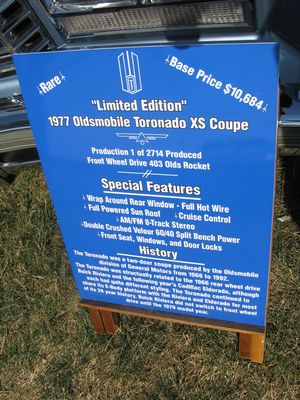 Rare
Base Price $10,684
"Limited Edition"
1977 Oldsmobile Toronado XS Coupe
Production 1 of 2714 Produced
Front Wheel Drive 403 Olds Rocket
Special Features
Wrap Around Rear Window - Full Hot Wire
Full Powered Sun Roof Cruise Control
AM/FM 8-Track Stereo
Double Crushed Velour 60/40 Split Bench Power
Front Seat, Windows, and Door Locks
History
The Toronado was a two-door coupe produced by the Oldsmobile
division of General Motors from 1966 to 1992.
The Toronado was structurally related to the 1966 rear wheel drive
Buick Riviera and the following year's Cadillac Eldorado, although
each had quite different styling. The Toronado continued to
share its E-Body platform with The Riviera and Eldorado for most
of its 28 year history. Buick Riviera did not switch to front wheel
drive until the 1979 model year.